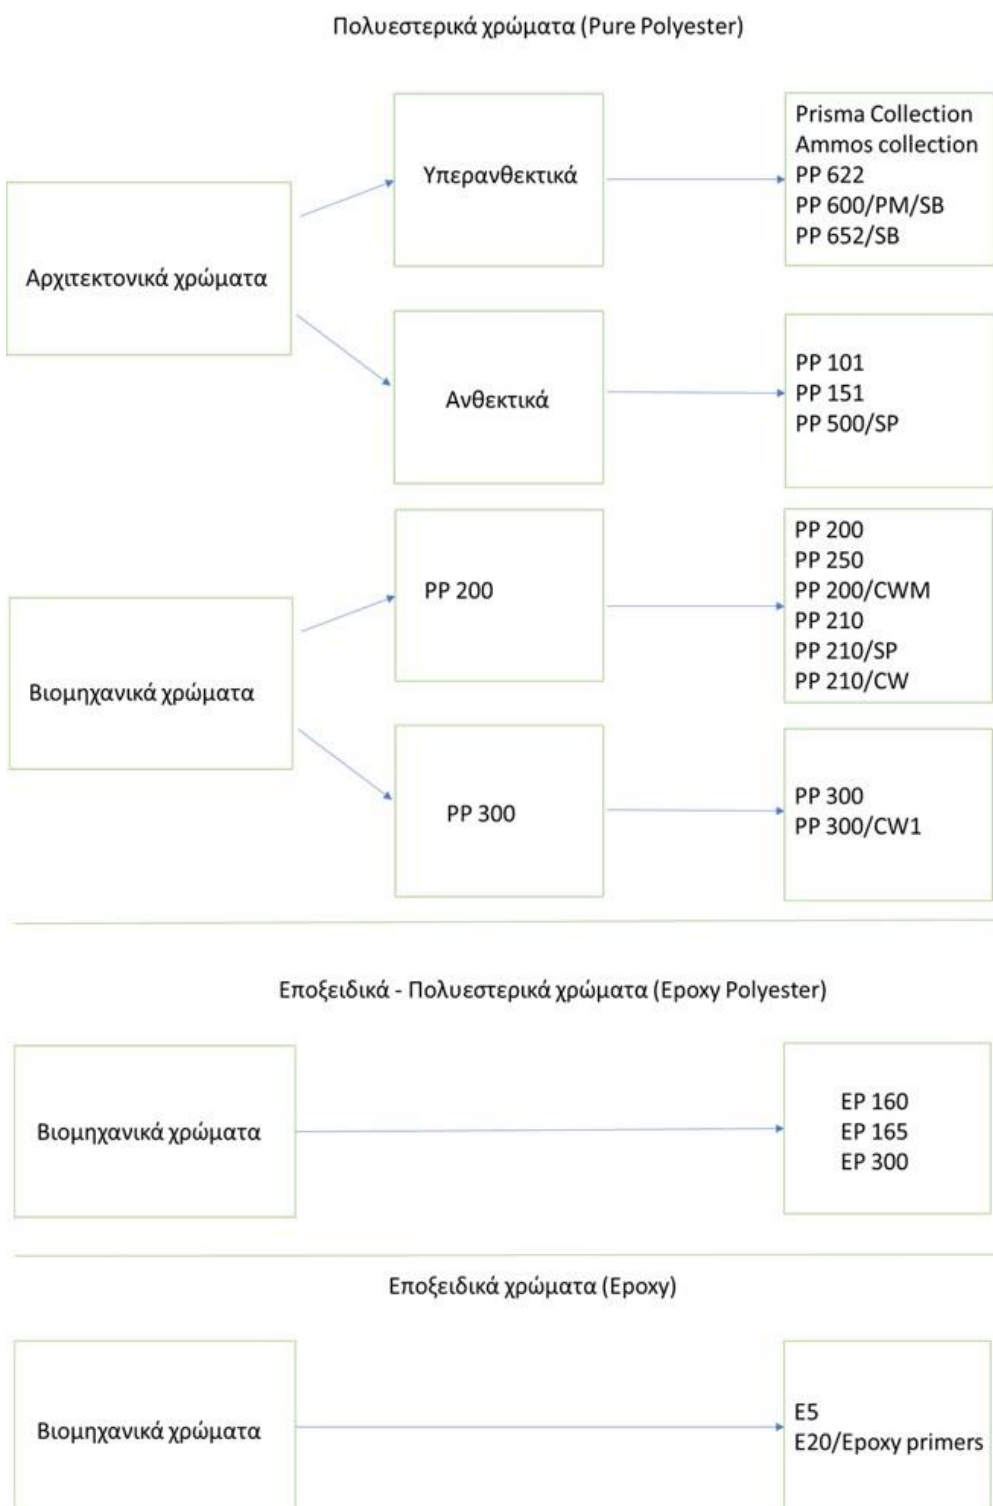 Πολυεστερικά χρώματα (Pure Polyester)
Αρχιτεκτονικά χρώματα
Υπερανθεκτικά
Prisma Collection
Ammos collection
PP 622
PP 600/PM/SB
PP 652/SB
Ανθεκτικά
PP 101
PP 151
PP 500/SP
Βιομηχανικά χρώματα
PP 200
PP 200
PP 250
PP 200/CWM
PP 210
PP 210/SP
PP 210/CW
PP 300
PP 300
PP 300/CW1
Εποξειδικά - Πολυεστερικά χρώματα (Epoxy Polyester)
Βιομηχανικά χρώματα
EP 160
EP 165
EP 300
Εποξειδικά χρώματα (Epoxy)
Βιομηχανικά χρώματα
E5
E20/Epoxy primers